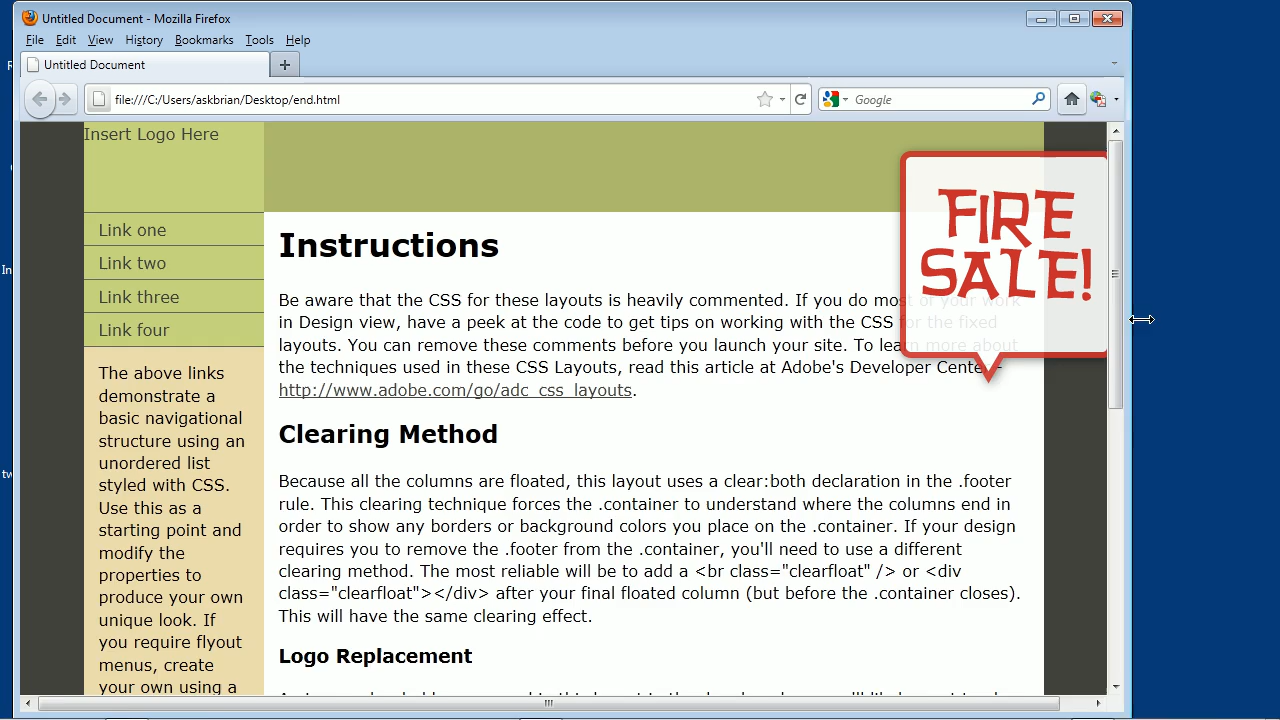 Untitled Document - Mozilla Firefox
File Edit View History Bookmarks Tools Help
Untitled Document
file:///C:/Users/askbrian/Desktop/end.html
Google
Insert Logo Here
FIRE
SALE!
Link one
Link two
Link three
Link four
The above links
demonstrate a
basic navigational
structure using an
unordered list
styled with CSS.
Use this as a
starting point and
modify the
properties to
produce your own
unique look. If
you require flyout
menus, create
your own using a
Instructions
Be aware that the CSS for these layouts is heavily commented. If you do most of your work
in Design view, have a peek at the code to get tips on working with the CSS for the fixed
layouts. You can remove these comments before you launch your site. To learn more about
the techniques used in these CSS Layouts, read this article at Adobe's Developer Center -
http://www.adobe.com/go/adc_css_layouts.
Clearing Method
Because all the columns are floated, this layout uses a clear:both declaration in the .footer
rule. This clearing technique forces the .container to understand where the columns end in
order to show any borders or background colors you place on the .container. If your design
requires you to remove the .footer from the .container, you'll need to use a different
clearing method. The most reliable will be to add a <br class="clearfloat" /> or <div
class="clearfloat"></div> after your final floated column (but before the .container closes).
This will have the same clearing effect.
Logo Replacement